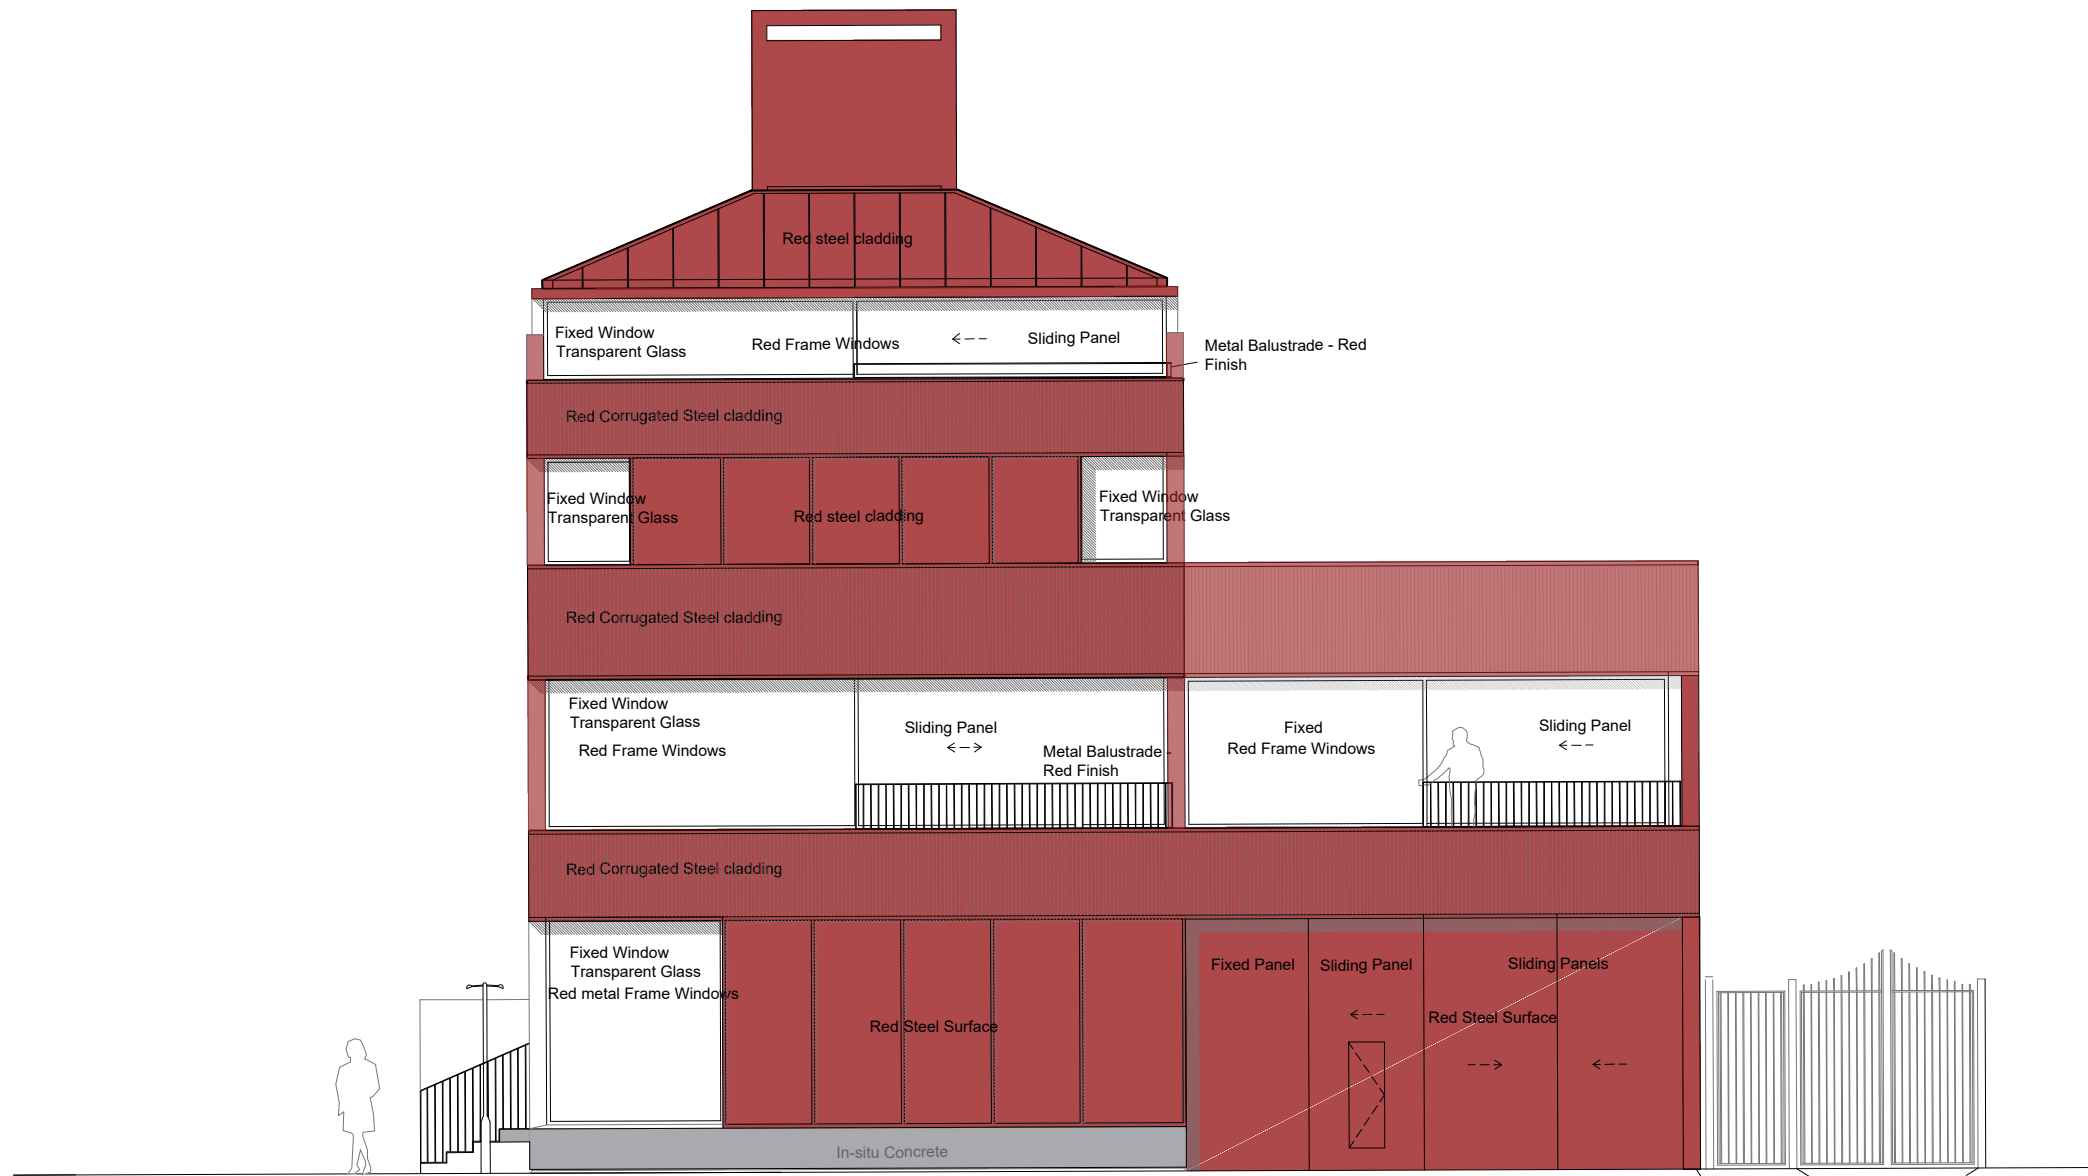 Red steel cladding
Fixed Window
Transparent Glass
Red Frame Windows
Sliding Panel
Metal Balustrade - Red
Finish
Red Corrugated Steel cladding
Fixed Window
Transparent Glass
Red steel cladding
Fixed Window
Transparent Glass
Red Corrugated Steel cladding
Fixed Window
Transparent Glass
Red Frame Windows
Sliding Panel
Metal Balustrade -
Red Finish
Fixed
Red Frame Windows
Sliding Panel
Red Corrugated Steel cladding
Fixed Window
Transparent Glass
Red metal Frame Windows
Red Steel Surface
Fixed Panel
Sliding Panel
Sliding Panels
Red Steel Surface
In-situ Concrete